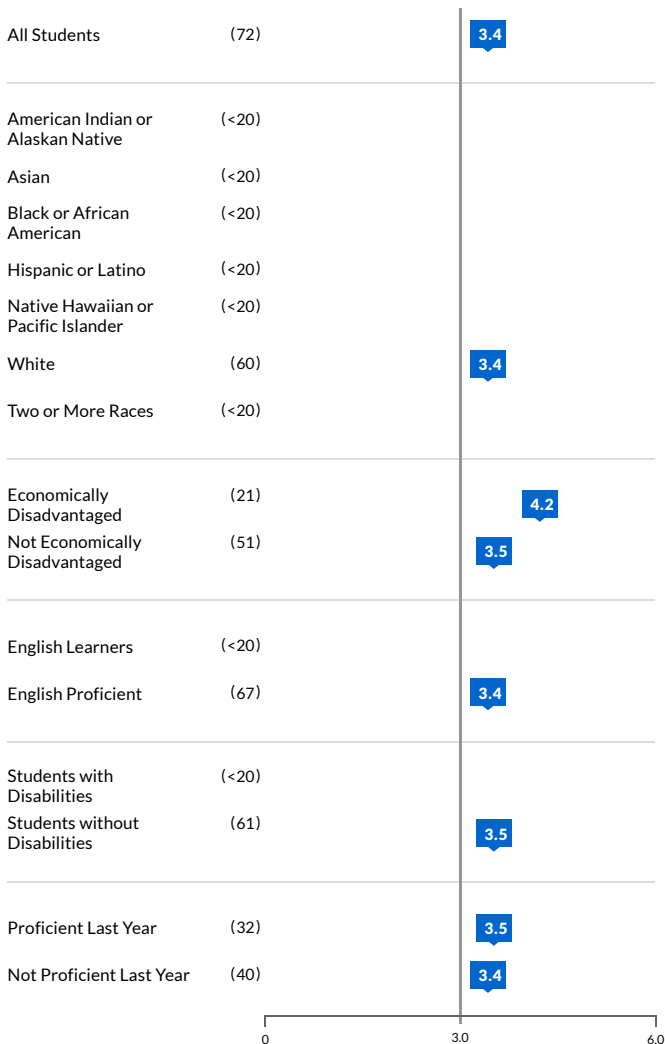 All Students (72) 3.4
American Indian or (<20)
Alaskan Native
Asian (<20)
Black or African (<20)
American
Hispanic or Latino (<20)
Native Hawaiian or (<20)
Pacific Islander
White (60) 3.4
Two or More Races (<20)
Economically (21) 4.2
Disadvantaged
Not Economically (51) 3.5
Disadvantaged
English Learners (<20)
English Proficient (67) 3.4
Students with (<20)
Disabilities
Students without (61) 3.5
Disabilities
Proficient Last Year (32) 3.5
Not Proficient Last Year (40) 3.4
0 3.0 6.0